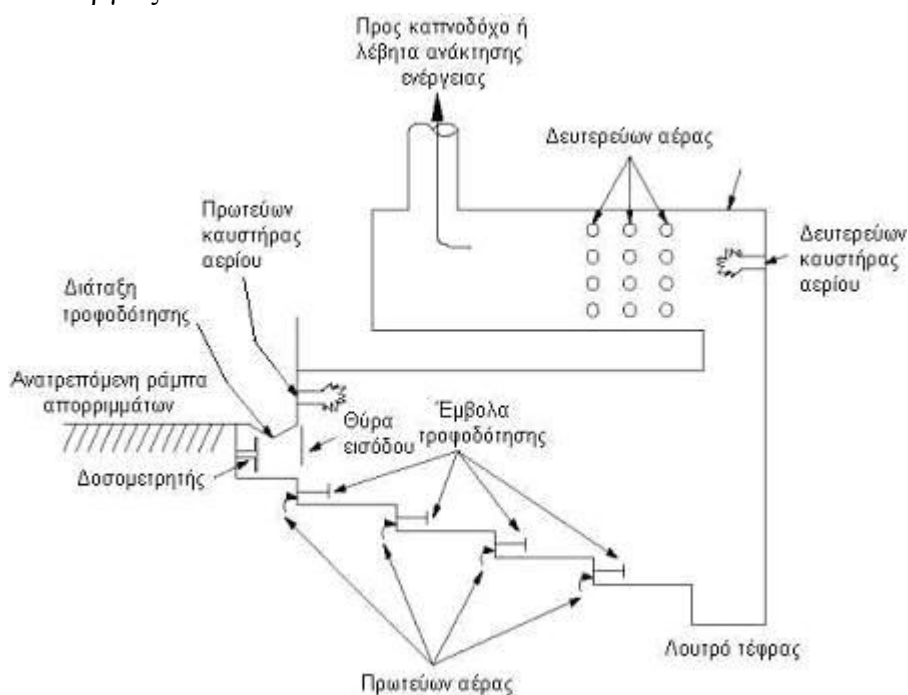 Προς καπνοδόχο ή
λέβητα ανάκτησης
ενέργειας
Δευτερεύων αέρας
Πρωτεύων
καυστήρας
αερίου
Δευτερεύων
καυστήρας
αερίου
Διάταξη
τροφοδότησης
Ανατρεπόμενη ράμπα
απορριμμάτων
Θύρα
εισόδου
Έμβολα
τροφοδότησης
Δοσομετρητής
Λουτρό τέφρας
Πρωτεύων αέρας